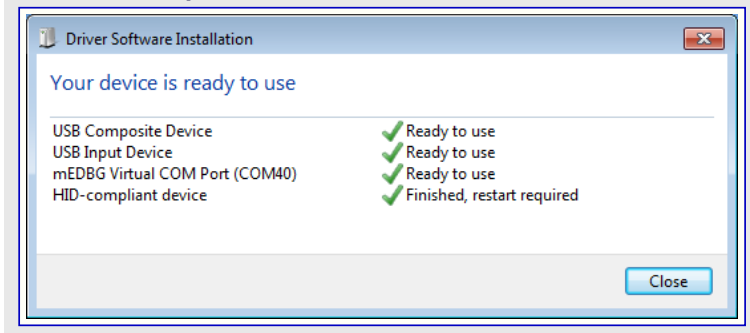 Driver Software Installation
Your device is ready to use
USB Composite Device Ready to use
USB Input Device Ready to use
mEDBG Virtual COM Port (COM40) Ready to use
HID-compliant device Finished, restart required
Close